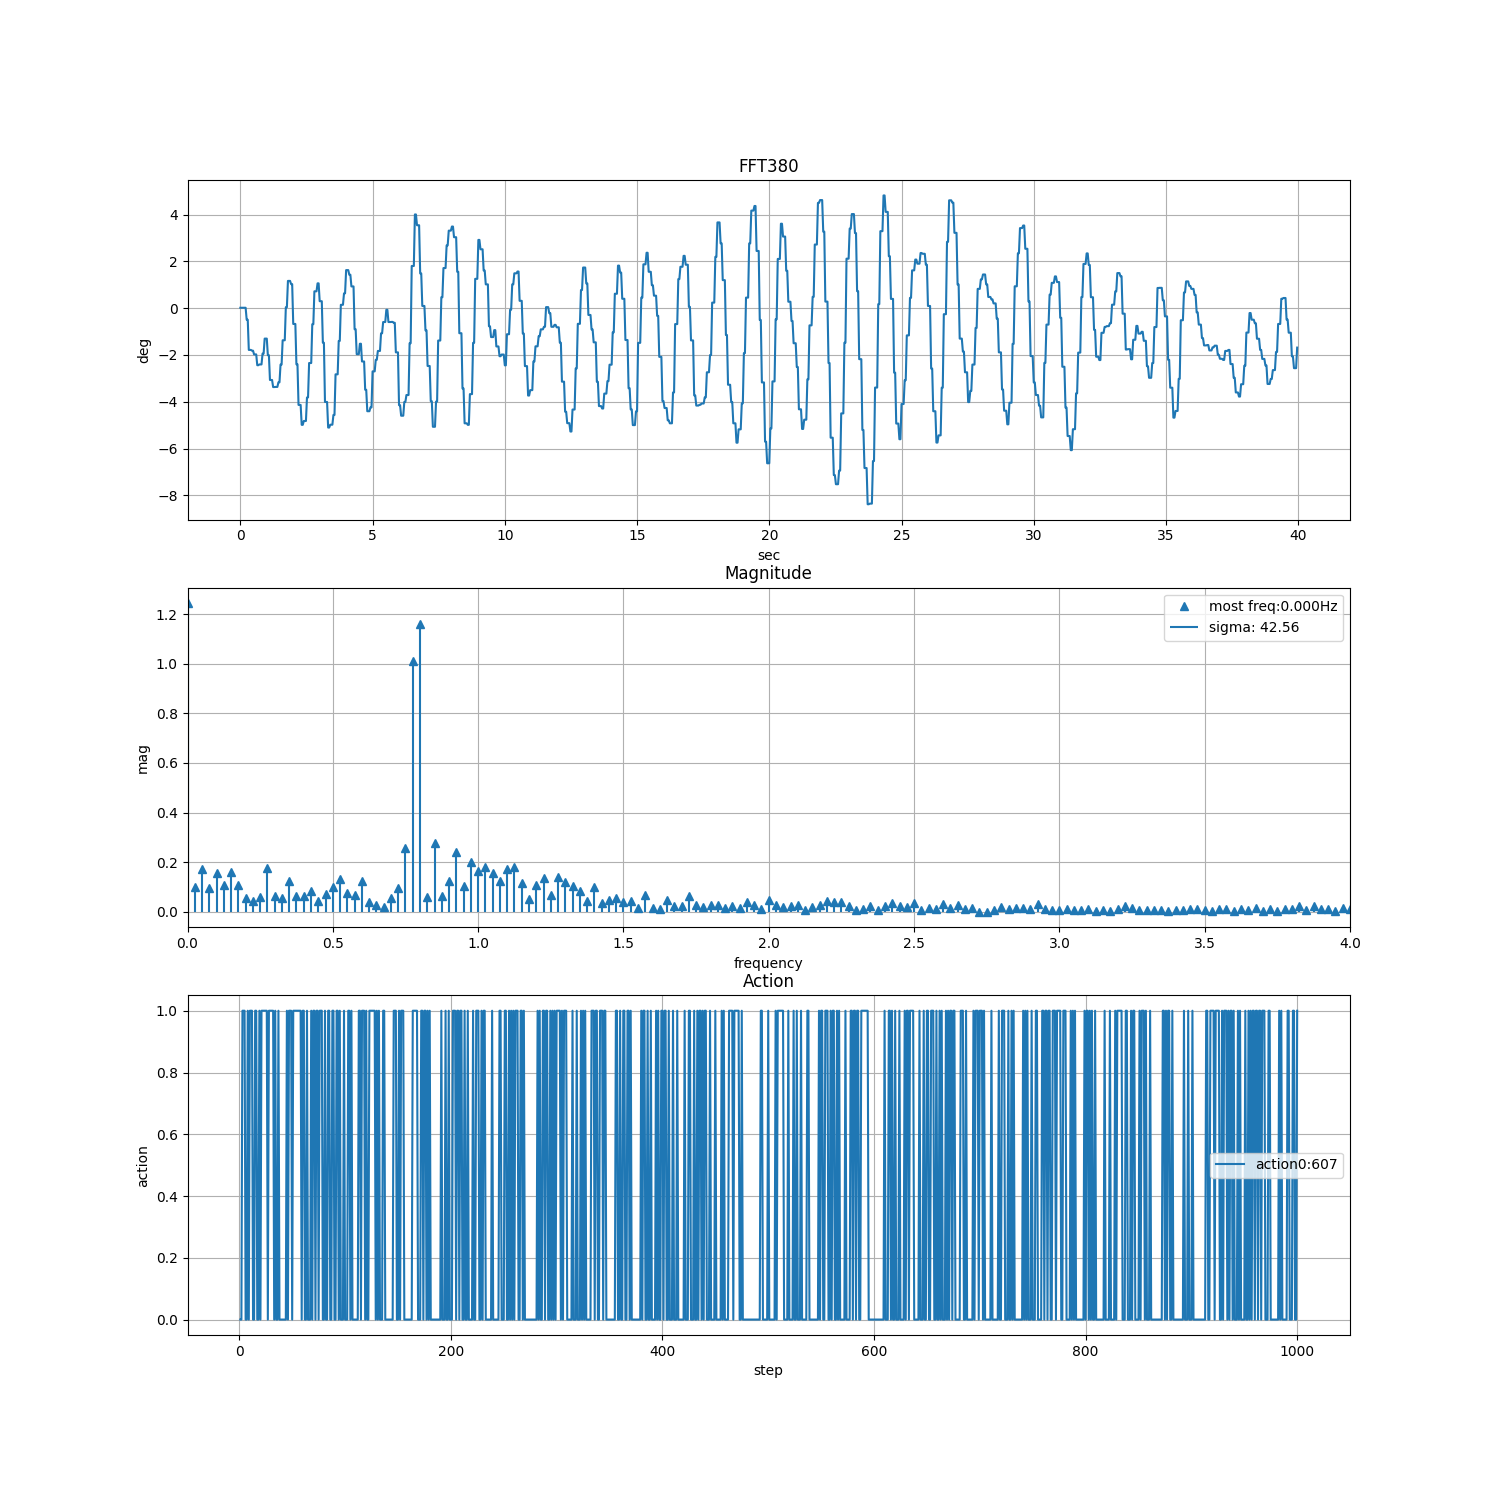 FFT380
4
2
0
−2
−4
−6
−8
deg
0 5 10 15 20 25 30 35 40
sec
Magnitude
1.2
1.0
0.8
0.6
0.4
0.2
0.0
mag
most freq:0.000Hz
sigma: 42.56
0.0 0.5 1.0 1.5 2.0 2.5 3.0 3.5 4.0
frequency
Action
1.0
0.8
0.6
0.4
0.2
0.0
action
action0:607
0 200 400 600 800 1000
step